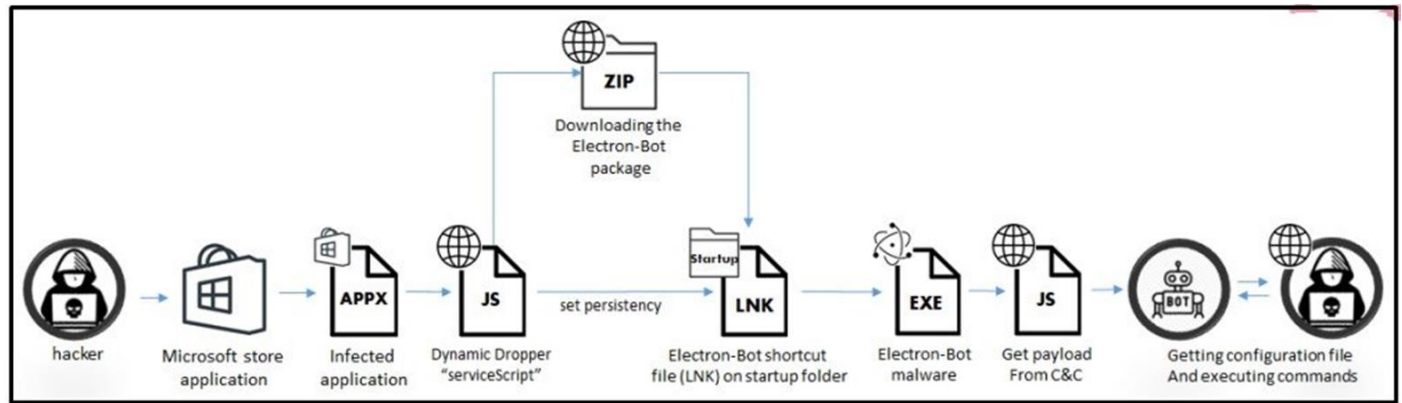 ZIP
Downloading the
Electron-Bot
package
hacker
Microsoft store
application
APPX
Infected
application
JS
Dynamic Dropper
“serviceScript”
set persistency
Startup
LNK
Electron-Bot shortcut
file (LNK) on startup folder
EXE
Electron-Bot
malware
JS
Get payload
From C&C
BOT
Getting configuration file
And executing commands